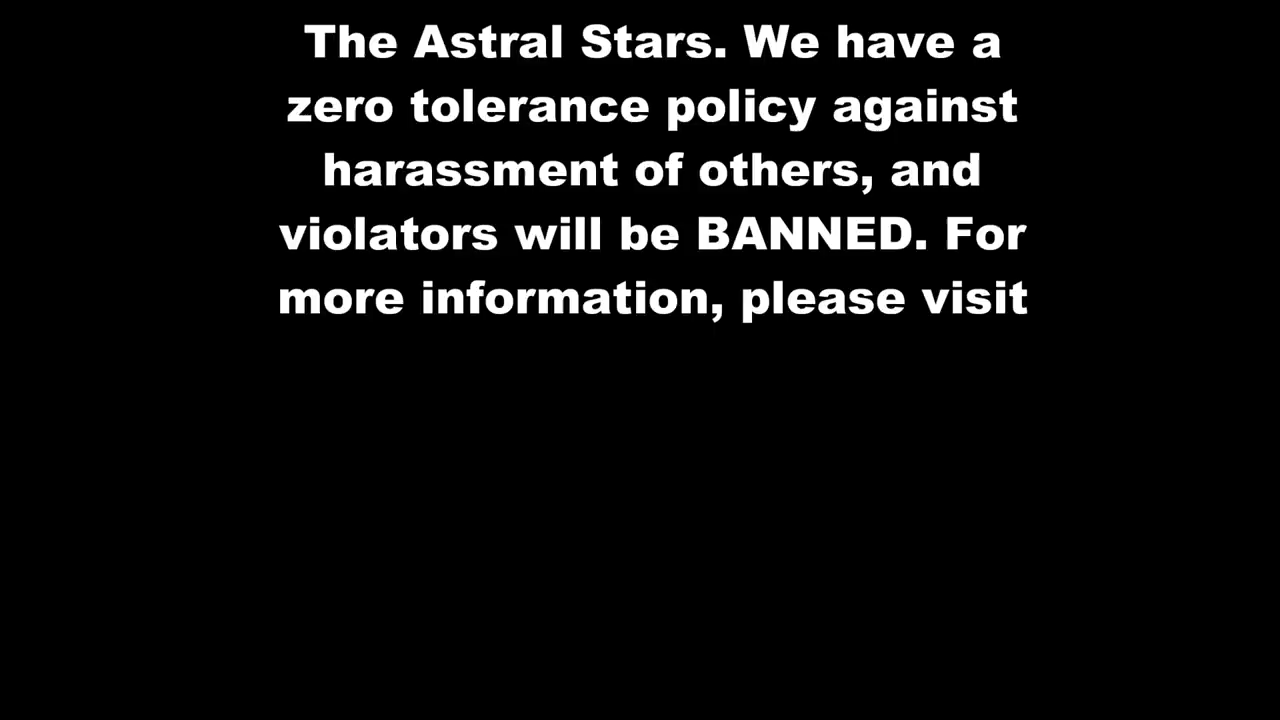 The Astral Stars. We have a
zero tolerance policy against
harassment of others, and
violators will be BANNED. For
more information, please visit